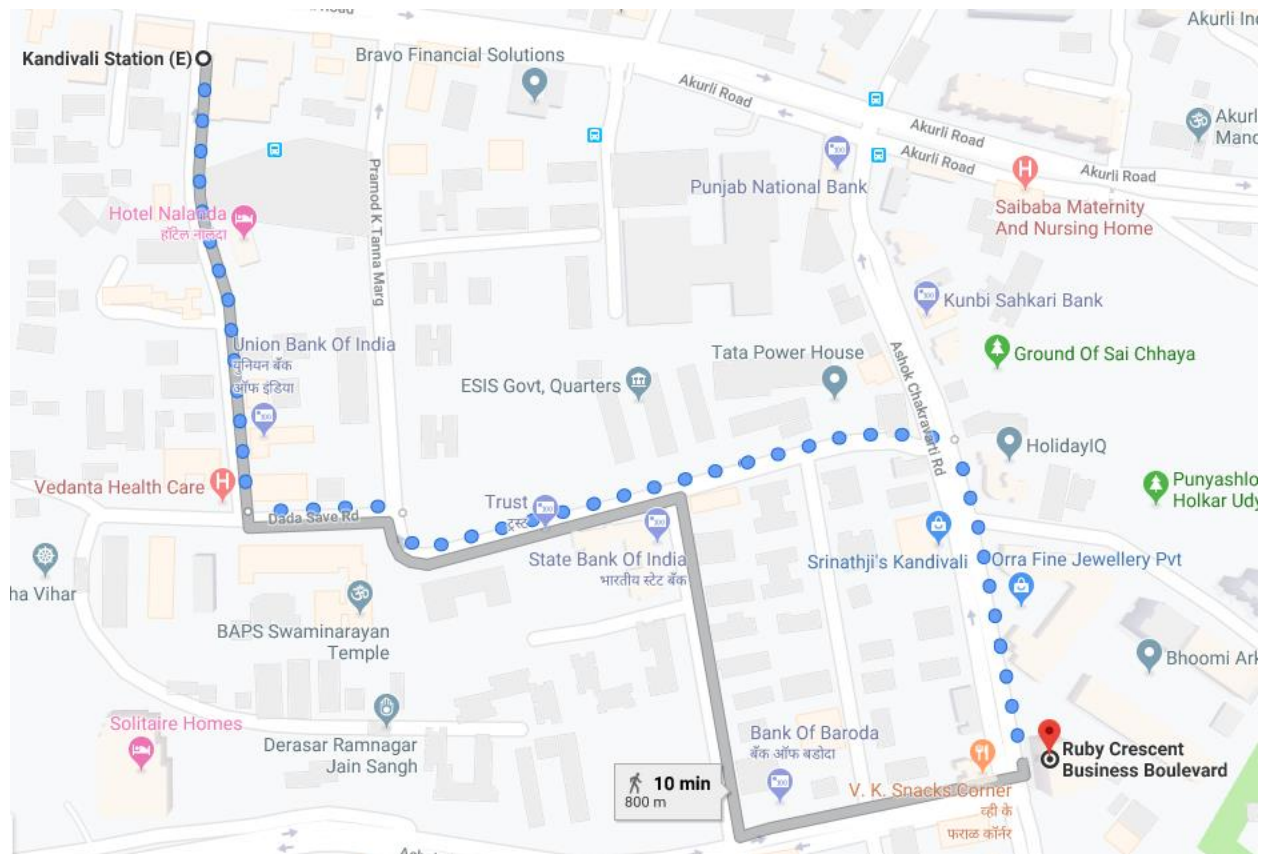 Road
Akurli Inc
Kandivali Station (E)
Bravo Financial Solutions
Akurli Road
Akurl
Mand
Akurli Road
Akurli Road
Akurli Road
Punjab National Bank
Pramod K Tanna Marg
Saibaba Maternity
And Nursing Home
Hotel Nalanda
हॉटेल नालंदा
Kunbi Sahkari Bank
Union Bank Of India
युनियन बँक
ऑफ इंडिया
Tata Power House
Ground Of Sai Chhaya
ESIS Govt, Quarters
Ashok Chakravarti Rd
HolidayIQ
Vedanta Health Care
Punyashlo
Holkar Udy
Trust
ट्रस्ट
Dada Save Rd
State Bank Of India
भारतीय स्टेट बँक
Srinathji's Kandivali
Orra Fine Jewellery Pvt
ha Vihar
BAPS Swaminarayan
Temple
Bhoomi Ark
Solitaire Homes
Derasar Ramnagar
Jain Sangh
Bank Of Baroda
बँक ऑफ बडोदा
Ruby Crescent
Business Boulevard
10 min
800 m
V. K. Snacks Corner
व्ही के
फराळ कॉर्नर